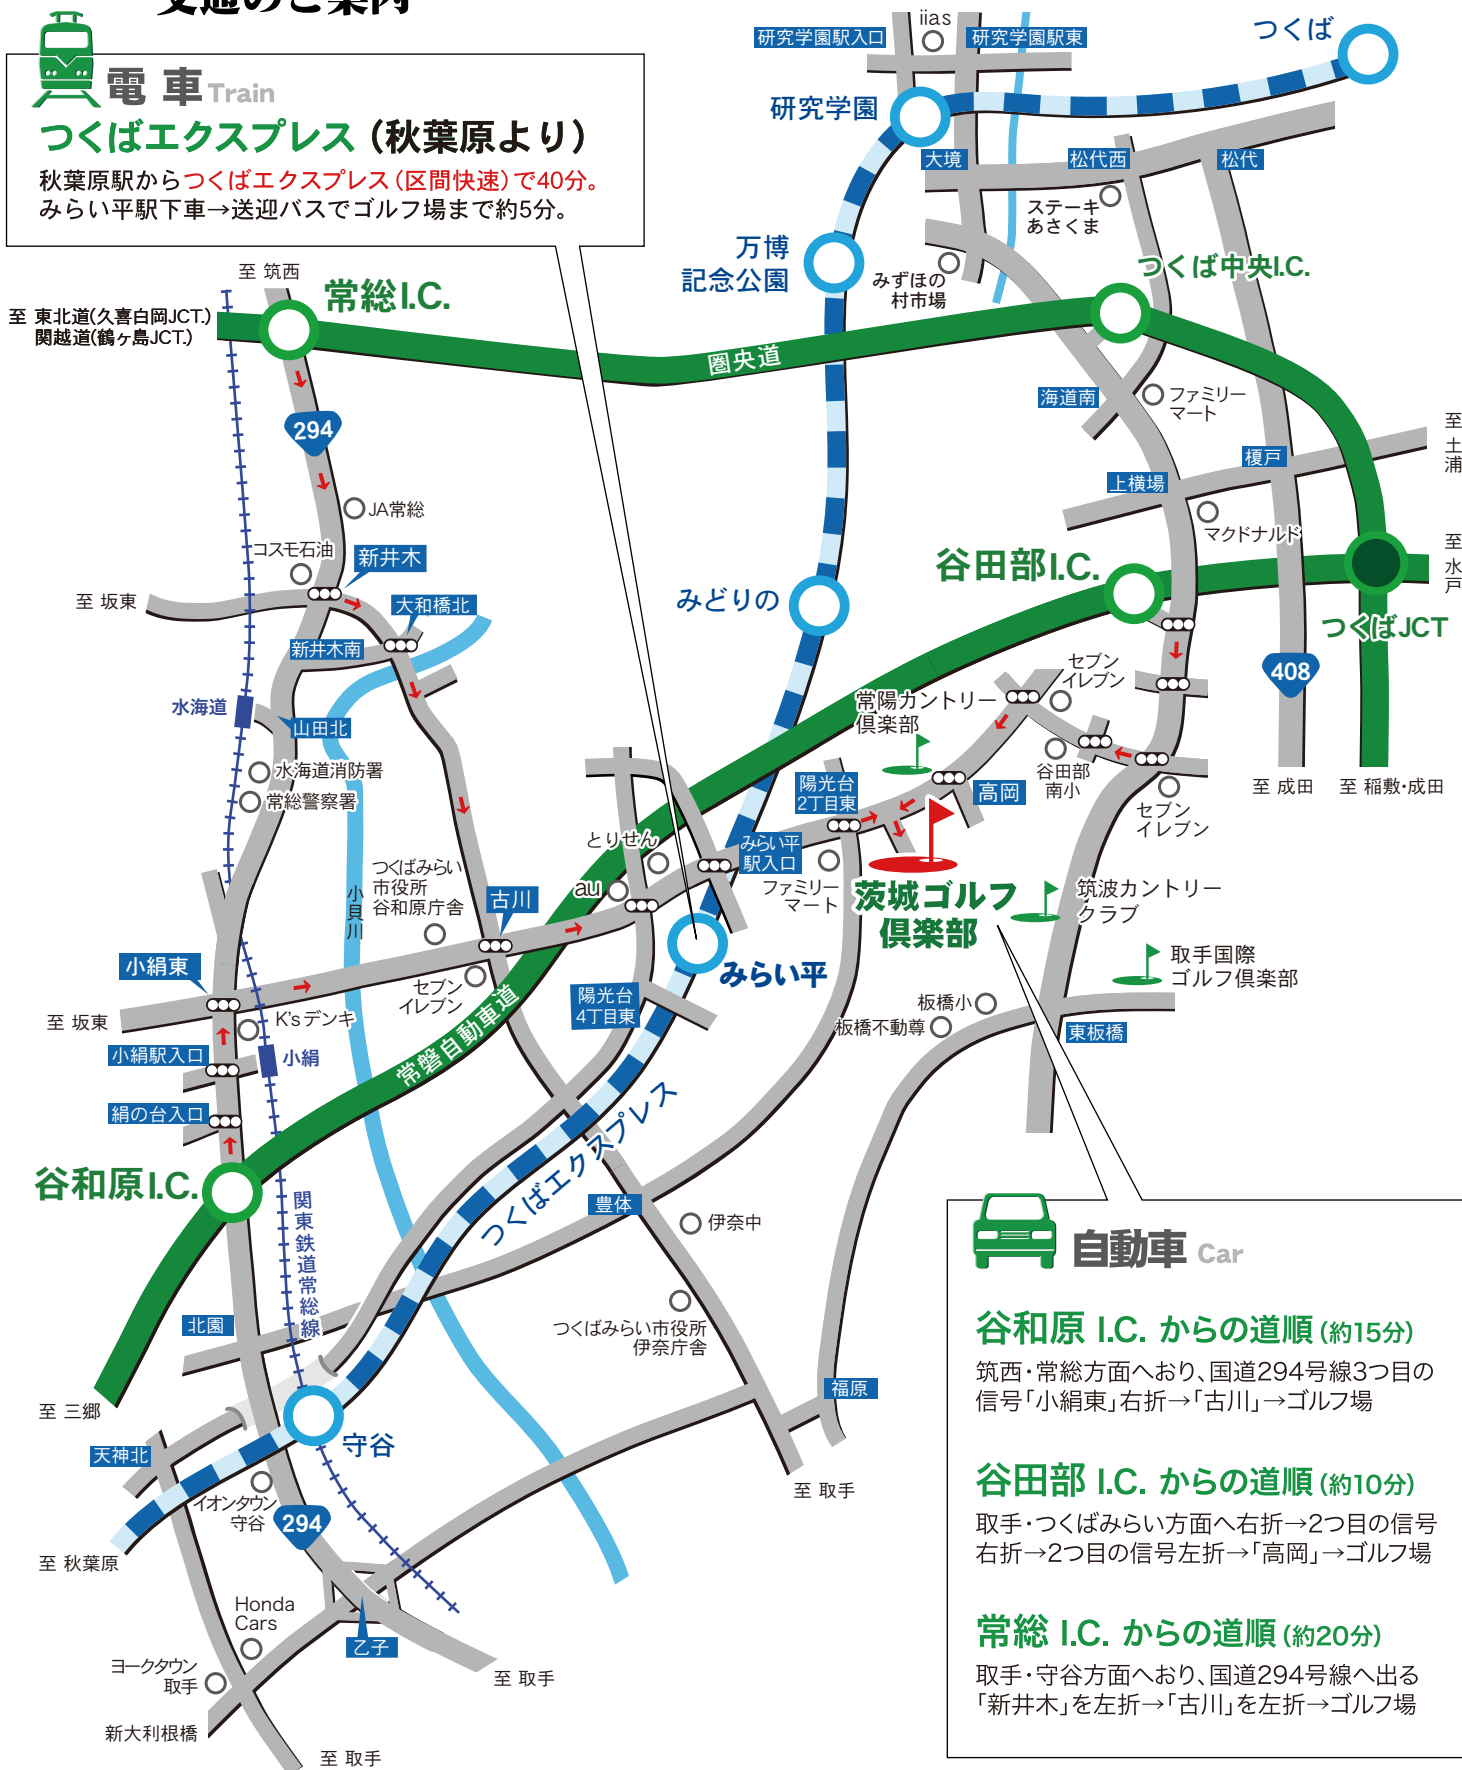 交通のご案内
電車 Train
つくばエクスプレス(秋葉原より)
秋葉原駅からつくばエクスプレス(区間快速)で40分。
みらい平駅下車→送迎バスでゴルフ場まで約5分。
iias
研究学園駅入口
研究学園駅東
つくば
研究学園
大境
松代西
松代
ステーキ
あさくま
万博
記念公園
みずほの
村市場
つくば中央I.C.
至 筑西
常総I.C.
至 東北道(久喜白岡JCT.)
関越道(鶴ヶ島JCT.)
圏央道
294
海道南
ファミリー
マート
至 土浦
榎戸
上横場
マクドナルド
JA常総
コスモ石油
新井木
至 坂東
大和橋北
新井木南
みどりの
谷田部I.C.
至 水戸
つくばJCT
408
セブン
イレブン
常陽カントリー
倶楽部
水海道
山田北
水海道消防署
常総警察署
谷田部
南小
至 成田
至 稲敷・成田
陽光台
2丁目東
高岡
セブン
イレブン
とりせん
みらい平
駅入口
つくばみらい
市役所
谷和原庁舎
小貝川
au
古川
ファミリー
マート
茨城ゴルフ
倶楽部
筑波カントリー
クラブ
取手国際
ゴルフ倶楽部
小絹東
みらい平
セブン
イレブン
陽光台
4丁目東
至 坂東
K'sデンキ
板橋小
板橋不動尊
東板橋
小絹駅入口
小絹
常磐自動車道
絹の台入口
つくばエクスプレス
谷和原I.C.
関東鉄道常総線
豊体
伊奈中
北園
つくばみらい市役所
伊奈庁舎
至 三郷
福原
守谷
天神北
至 取手
イオンタウン
守谷
294
至 秋葉原
Honda
Cars
乙子
ヨークタウン
取手
至 取手
新大利根橋
至 取手
自動車 Car
谷和原 I.C. からの道順(約15分)
筑西・常総方面へおり、国道294号線3つ目の
信号「小絹東」右折→「古川」→ゴルフ場
谷田部 I.C. からの道順(約10分)
取手・つくばみらい方面へ右折→2つ目の信号
右折→2つ目の信号左折→「高岡」→ゴルフ場
常総 I.C. からの道順(約20分)
取手・守谷方面へおり、国道294号線へ出る
「新井木」を左折→「古川」を左折→ゴルフ場